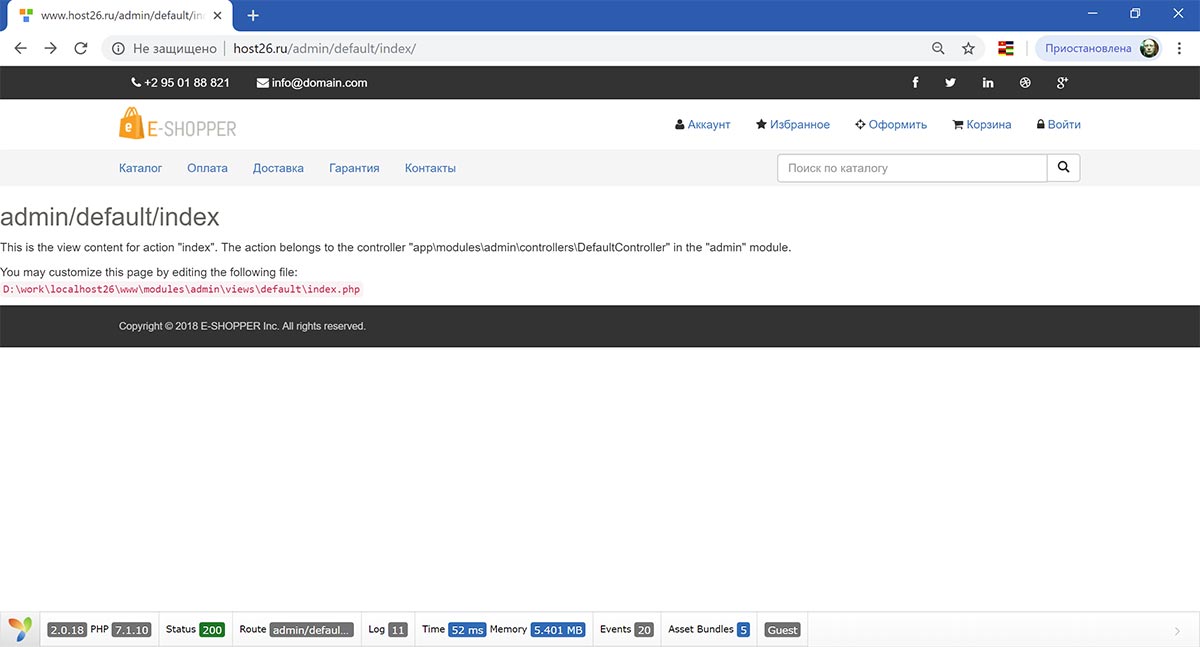 www.host26.ru/admin/default/in
Не защищено host26.ru/admin/default/index/ Приостановлена
+2 95 01 88 821 info@domain.com
E-SHOPPER Аккаунт Избранное Оформить Корзина Войти
Каталог Оплата Доставка Гарантия Контакты Поиск по каталогу
admin/default/index
This is the view content for action "index". The action belongs to the controller "app\modules\admin\controllers\DefaultController" in the "admin" module.
You may customize this page by editing the following file:
D:\work\localhost26\www\modules\admin\views\default\index.php
Copyright © 2018 E-SHOPPER Inc. All rights reserved.
2.0.18 PHP 7.1.10 Status 200 Route admin/defaul... Log 11 Time 52 ms Memory 5.401 MB Events 20 Asset Bundles 5 Guest